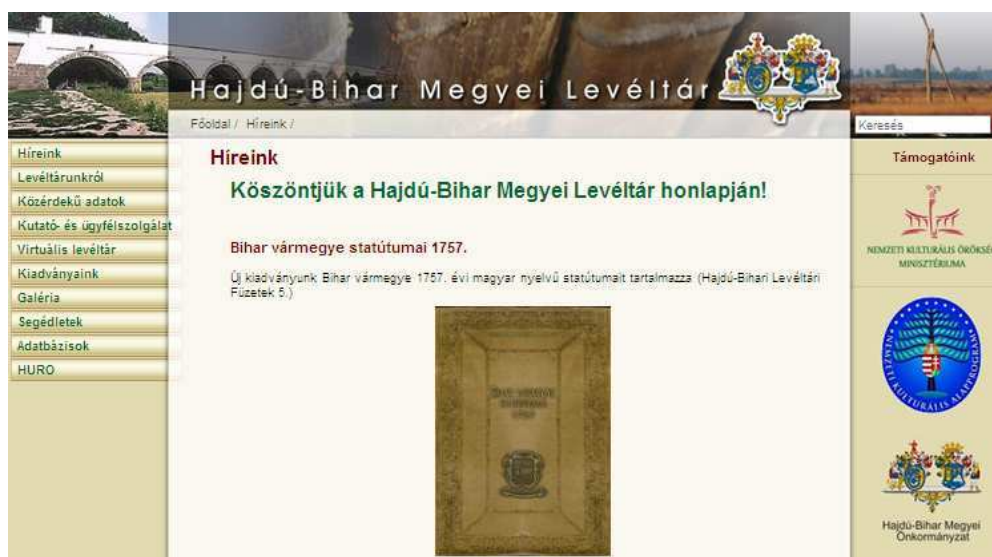 Hajdú-Bihar Megyei Levéltár
Főoldal / Híreink /
Keresés
Híreink
Levéltárunkról
Közérdekű adatok
Kutató- és ügyfélszolgálat
Virtuális levéltár
Kiadványaink
Galéria
Segédletek
Adatbázisok
HURO
Híreink
Köszöntjük a Hajdú-Bihar Megyei Levéltár honlapján!
Bihar vármegye statútumai 1757.
Új kiadványunk Bihar vármegye 1757. évi magyar nyelvű statútumait tartalmazza (Hajdú-Bihari Levéltári
Füzetek 5.)
Támogatóink
NEMZETI KULTURÁLIS ÖRÖKSÉ
MINISZTÉRIUMA
NEMZETI KULTURÁLIS ALAPPROGRAM
Hajdú-Bihar Megyei
Önkormányzat